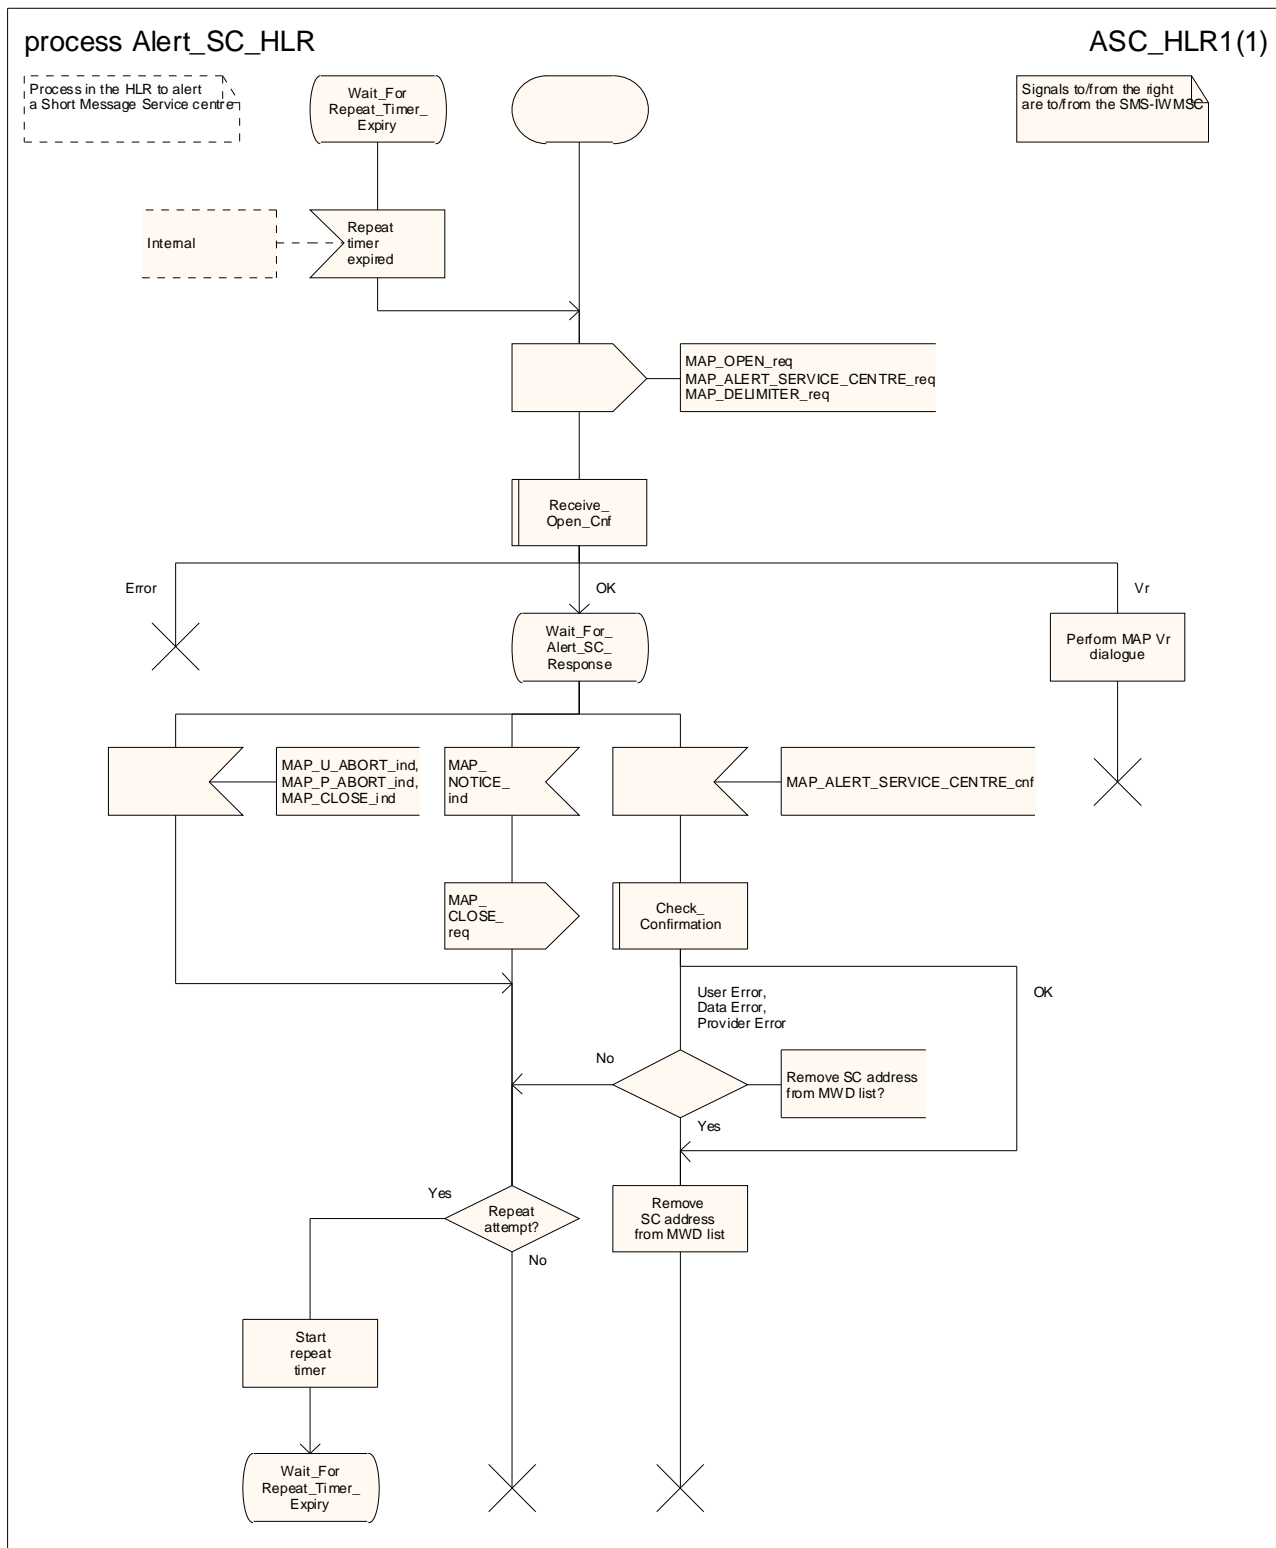 process Alert_SC_HLR
ASC_HLR1(1)
Process in the HLR to alert
a Short Message Service centre
Wait_For
Repeat_Timer_
Expiry
Signals to/from the right
are to/from the SMS-IWMSC
Internal
Repeat
timer
expired
MAP_OPEN_req
MAP_ALERT_SERVICE_CENTRE_req
MAP_DELIMITER_req
Receive_
Open_Cnf
Error
OK
Vr
Wait_For_
Alert_SC_
Response
Perform MAP Vr
dialogue
MAP_U_ABORT_ind,
MAP_P_ABORT_ind,
MAP_CLOSE_ind
MAP_
NOTICE_
ind
MAP_ALERT_SERVICE_CENTRE_cnf
MAP_
CLOSE_
req
Check_
Confirmation
User Error,
Data Error,
Provider Error
OK
No
Remove SC address
from MWD list?
Yes
Yes
Repeat
attempt?
No
Remove
SC address
from MWD list
Start
repeat
timer
Wait_For
Repeat_Timer_
Expiry